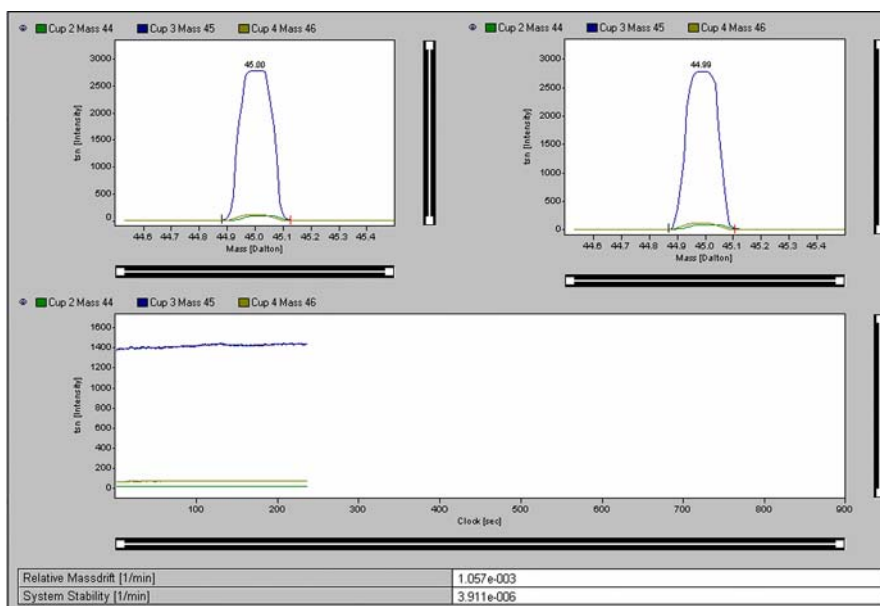 Cup 2 Mass 44 Cup 3 Mass 45 Cup 4 Mass 46
45.00
3000
2500
2000
1500
1000
500
0
tsn [Intensity]
44.6 44.7 44.8 44.9 45.0 45.1 45.2 45.3 45.4
Mass [Dalton]
Cup 2 Mass 44 Cup 3 Mass 45 Cup 4 Mass 46
44.99
3000
2500
2000
1500
1000
500
0
tsn [Intensity]
44.6 44.7 44.8 44.9 45.0 45.1 45.2 45.3 45.4
Mass [Dalton]
Cup 2 Mass 44 Cup 3 Mass 45 Cup 4 Mass 46
1600
1400
1200
1000
800
600
400
200
0
tsn [Intensity]
100 200 300 400 500 600 700 800 900
Clock [sec]
Relative Massdrift [1/min] 1.057e-003
System Stability [1/min] 3.911e-006